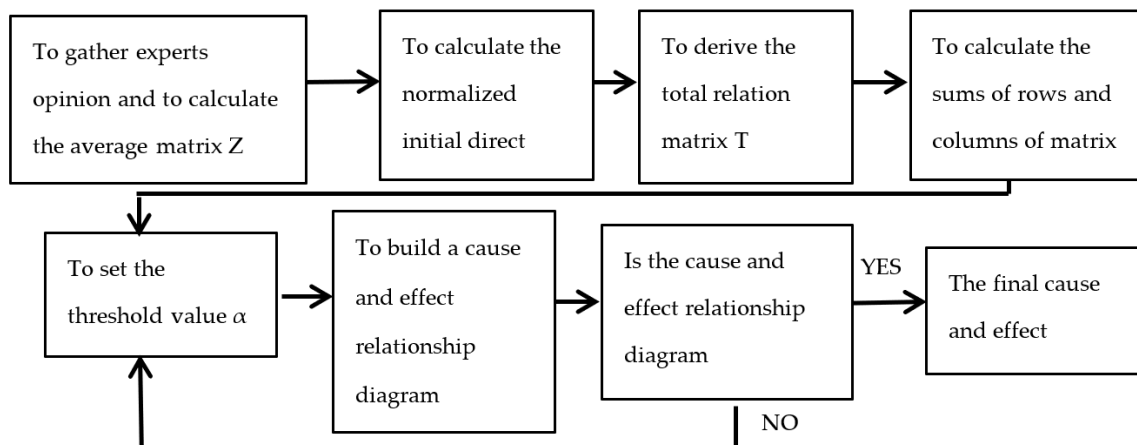 To gather experts
opinion and to calculate
the average matrix Z
To calculate the
normalized
initial direct
To derive the
total relation
matrix T
To calculate the
sums of rows and
columns of matrix
To set the
threshold value α
To build a cause
and effect
relationship
diagram
Is the cause and
effect relationship
diagram
YES
The final cause
and effect
NO